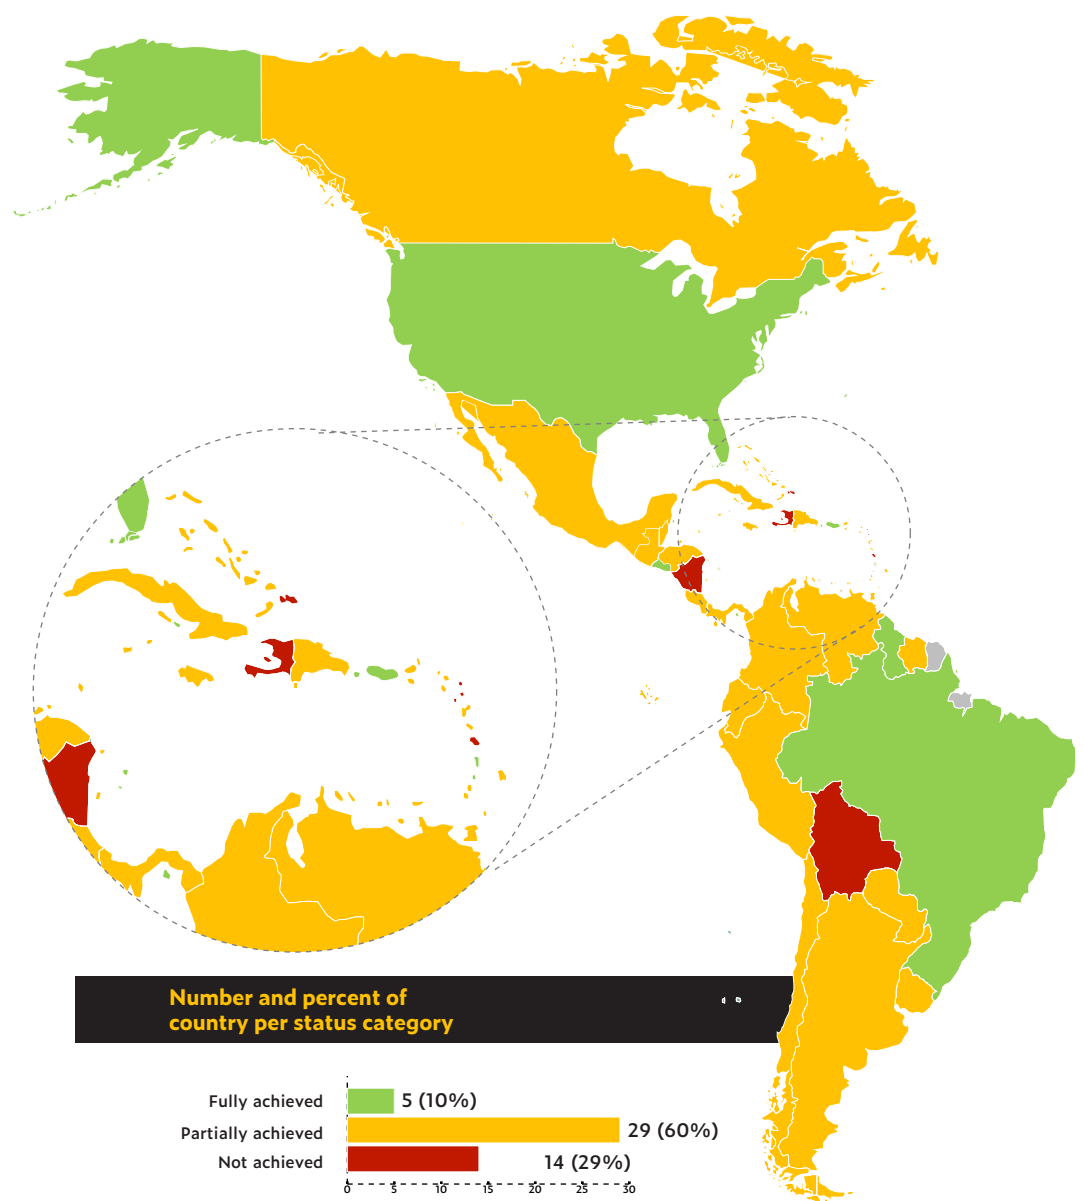 Number and percent of
country per status category
Fully achieved 5 (10%)
Partially achieved 29 (60%)
Not achieved 14 (29%)
0 5 10 15 20 25 30